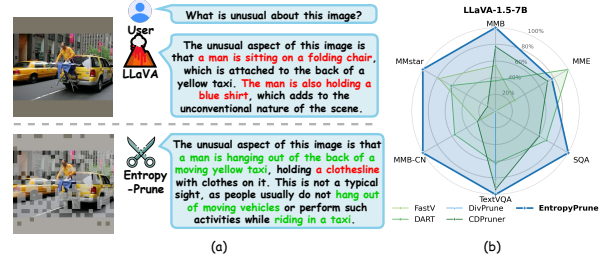 What is unusual about this image?
User
LLaVA
The unusual aspect of this image is
that a man is sitting on a folding chair,
which is attached to the back of a
yellow taxi. The man is also holding a
blue shirt, which adds to the
unconventional nature of the scene.
Entropy
-Prune
The unusual aspect of this image is that
a man is hanging out of the back of a
moving yellow taxi, holding a clothesline
with clothes on it. This is not a typical
sight, as people usually do not hang out
of moving vehicles or perform such
activities while riding in a taxi.
(a)
LLaVA-1.5-7B
MMB
100%
80%
60%
40%
20%
MMstar
MME
MMB-CN
SQA
TextVQA
FastV
DivPrune
EntropyPrune
DART
CDPruner
(b)